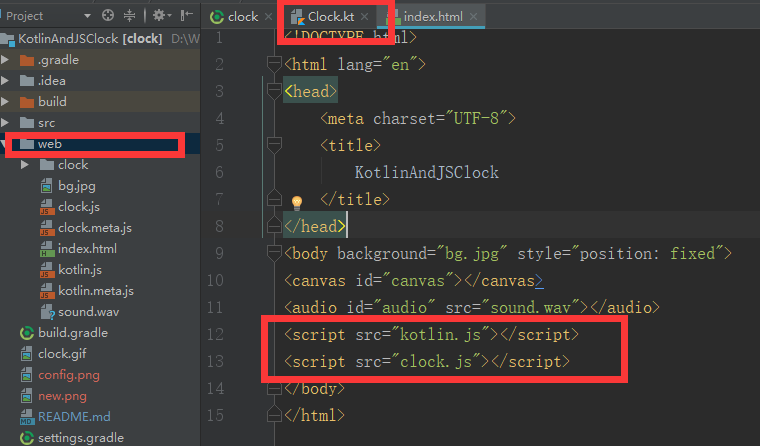 Project
clock
Clock.kt
index.html
KotlinAndJSClock [clock] D:\W
.gradle
.idea
build
src
web
clock
bg.jpg
clock.js
clock.meta.js
index.html
kotlin.js
kotlin.meta.js
sound.wav
build.gradle
clock.gif
config.png
new.png
README.md
settings.gradle
1 <!DOCTYPE html>
2 <html lang="en">
3 <head>
4 <meta charset="UTF-8">
5 <title>
6 KotlinAndJSClock
7 </title>
8 </head>
9 <body background="bg.jpg" style="position: fixed">
10 <canvas id="canvas"></canvas>
11 <audio id="audio" src="sound.wav"></audio>
12 <script src="kotlin.js"></script>
13 <script src="clock.js"></script>
14 </body>
15 </html>